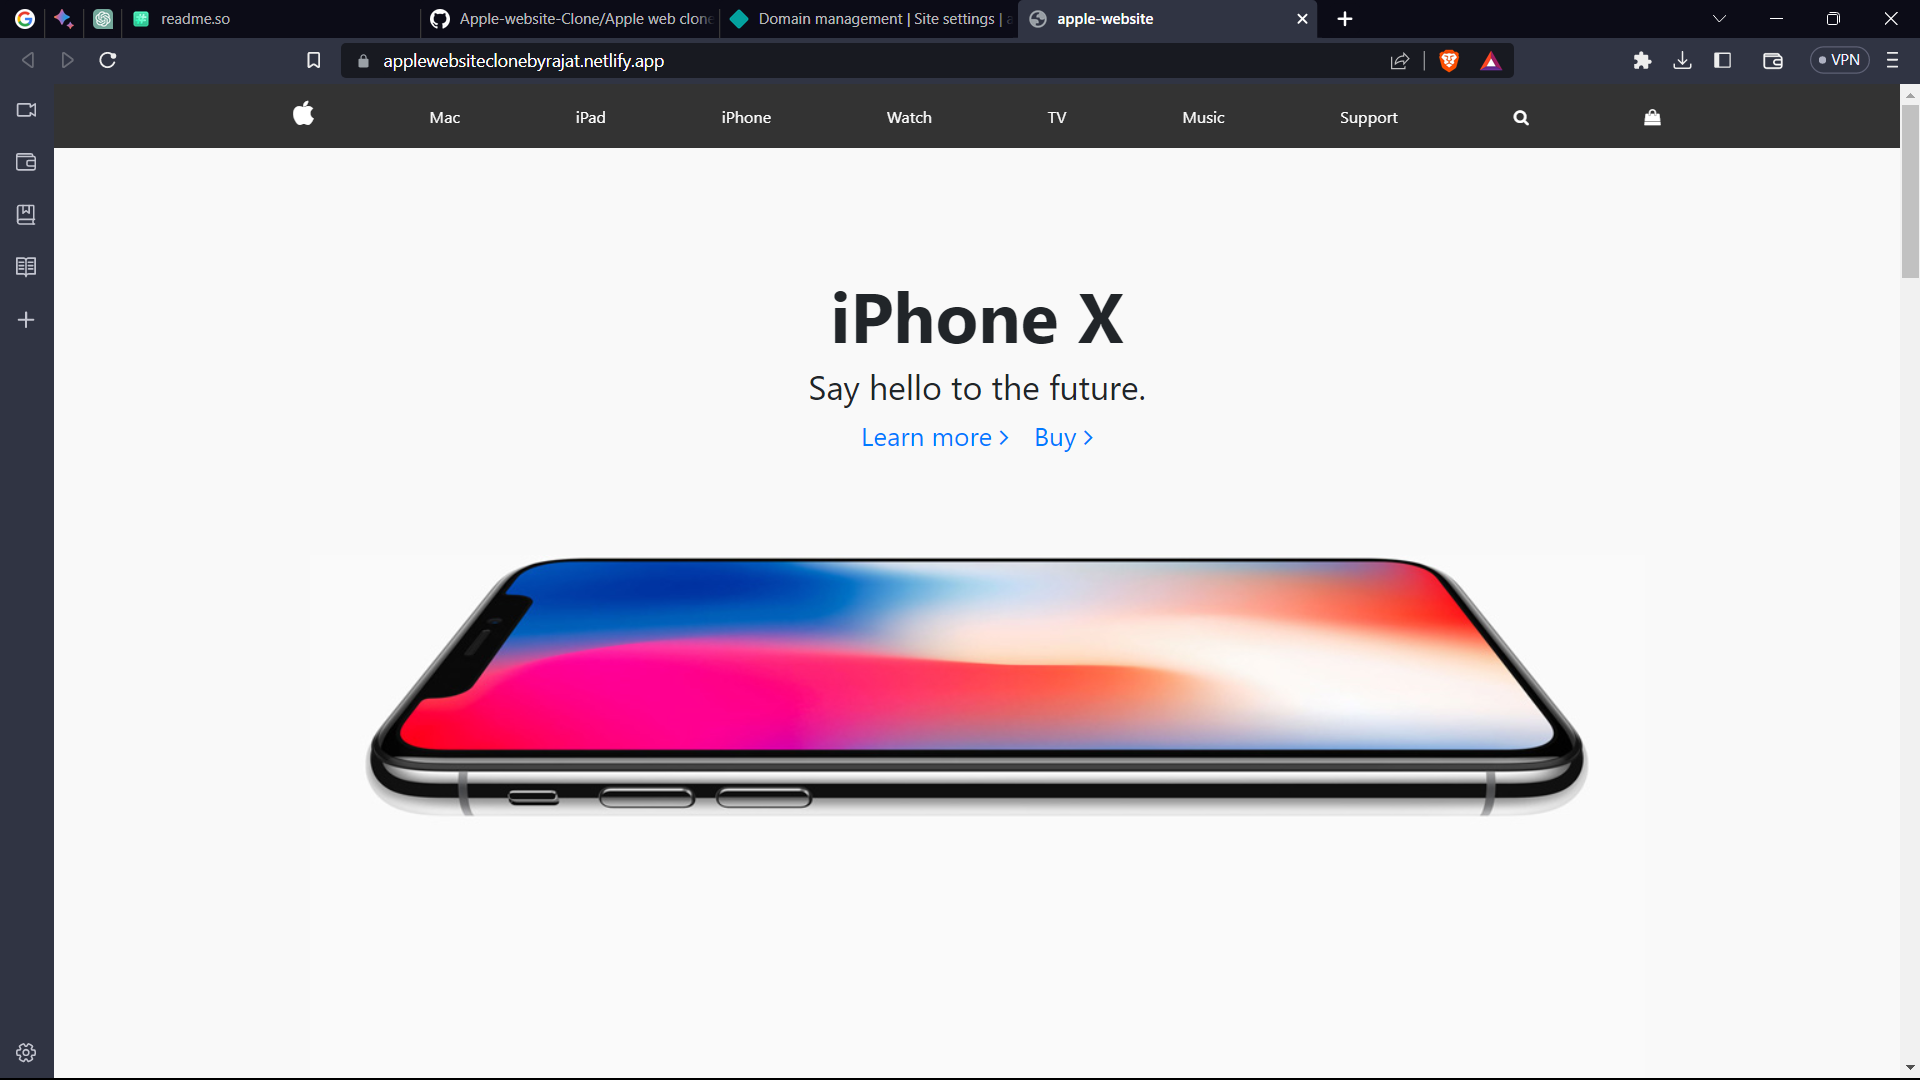 readme.so
Apple-website-Clone/Apple web clone
Domain management | Site settings | a
apple-website
applewebsiteclonebyrajat.netlify.app
VPN
Mac
iPad
iPhone
Watch
TV
Music
Support
iPhone X
Say hello to the future.
Learn more >
Buy >